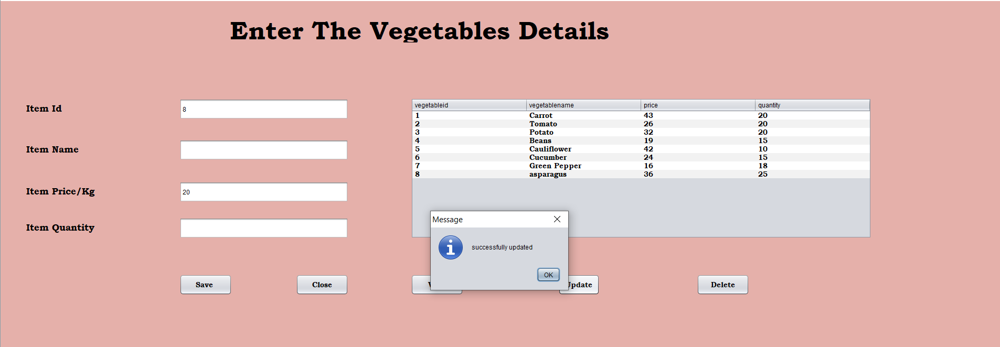 Enter The Vegetables Details
Item Id
8
Item Name
Item Price/Kg
20
Item Quantity
vegetableid vegetablename price quantity
1 Carrot 43 20
2 Tomato 26 20
3 Potato 32 20
4 Beans 19 15
5 Cauliflower 42 10
6 Cucumber 24 15
7 Green Pepper 16 18
8 asparagus 36 25
Message
successfully updated
OK
Save
Close
Update
Delete